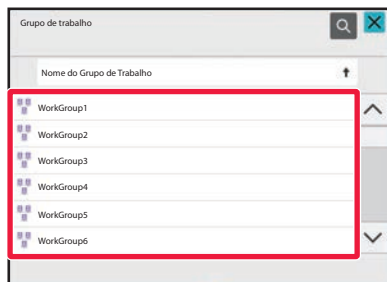 Grupo de trabalho
Nome do Grupo de Trabalho
WorkGroup1
WorkGroup2
WorkGroup3
WorkGroup4
WorkGroup5
WorkGroup6